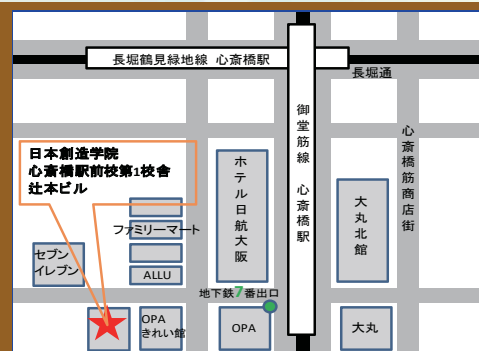 長堀鶴見緑地線 心斎橋駅
長堀通
御堂筋線 心斎橋駅
心斎橋筋商店街
日本創造学院
心斎橋駅前校第1校舎
辻本ビル
ホテル日航大阪
大丸北館
ファミリーマート
セブン
イレブン
ALLU
地下鉄7番出口
OPA
きれい館
OPA
大丸